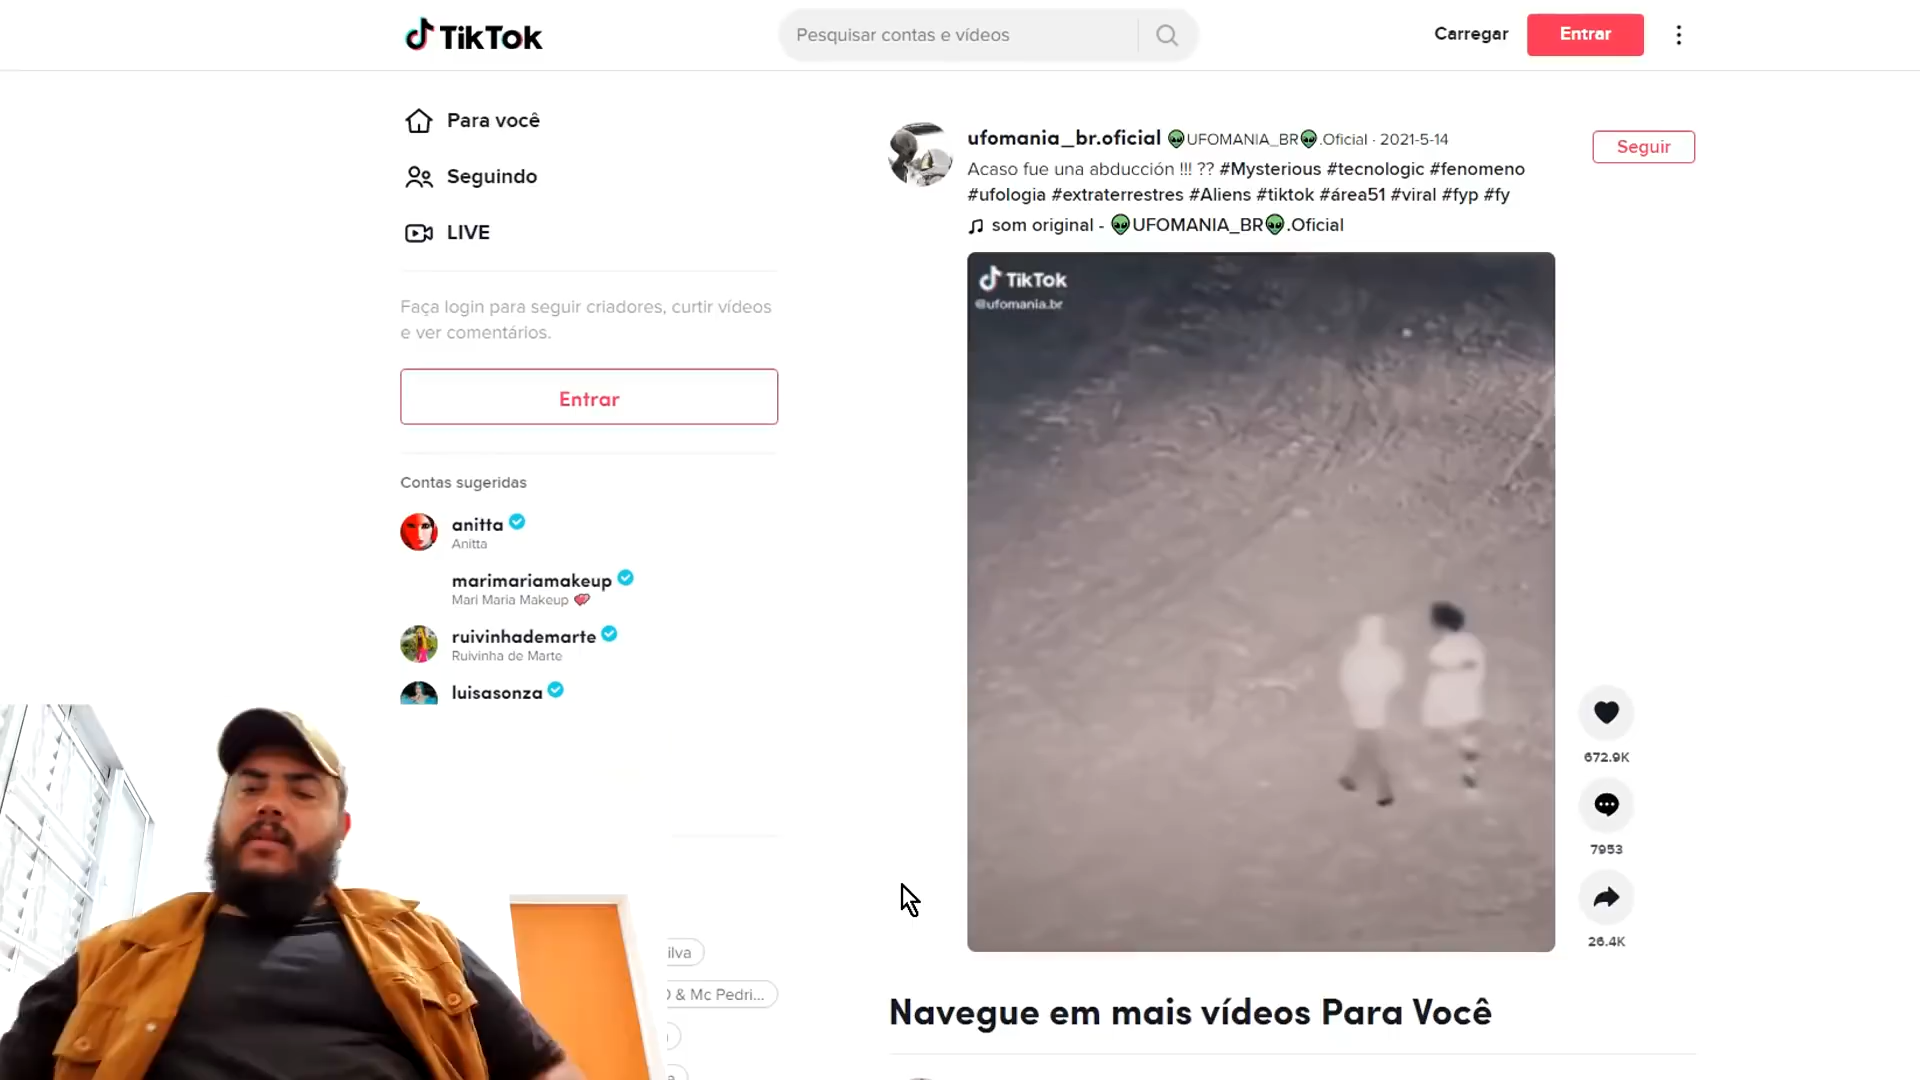 TikTok
Pesquisar contas e vídeos
Carregar
Entrar
Para você
Seguindo
LIVE
Faça login para seguir criadores, curtir vídeos
e ver comentários.
Entrar
Contas sugeridas
anitta
Anitta
marimariamakeup
Mari Maria Makeup
ruivinhademarte
Ruivinha de Marte
luisasonza
ilva
O & Mc Pedri...
ufomania_br.oficial 👽UFOMANIA_BR👽.Oficial · 2021-5-14
Seguir
Acaso fue una abducción !!! ?? #Mysterious #tecnologic #fenomeno
#ufologia #extraterrestres #Aliens #tiktok #área51 #viral #fyp #fy
som original - 👽UFOMANIA_BR👽.Oficial
TikTok
@ufomania.br
672.9K
7953
26.4K
Navegue em mais vídeos Para Você